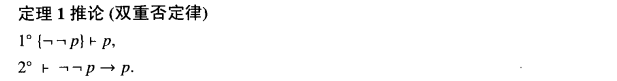 定理 1 推论 (双重否定律)
1° {¬ ¬ p} ⊢ p,
2° ⊢ ¬ ¬ p → p.